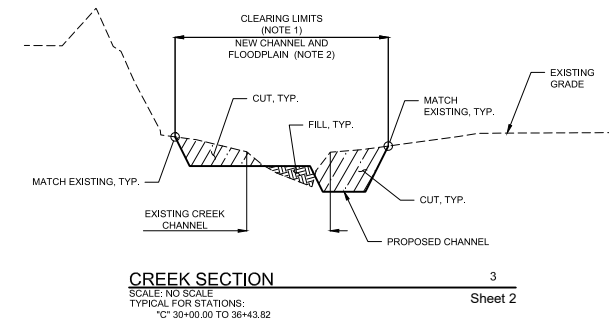 CLEARING LIMITS
(NOTE 1)
NEW CHANNEL AND
FLOODPLAIN (NOTE 2)
EXISTING
GRADE
CUT, TYP.
MATCH
EXISTING, TYP.
FILL, TYP.
MATCH EXISTING, TYP.
CUT, TYP.
EXISTING CREEK
CHANNEL
PROPOSED CHANNEL
CREEK SECTION
3
SCALE: NO SCALE
Sheet 2
TYPICAL FOR STATIONS:
"C" 30+00.00 TO 36+43.82